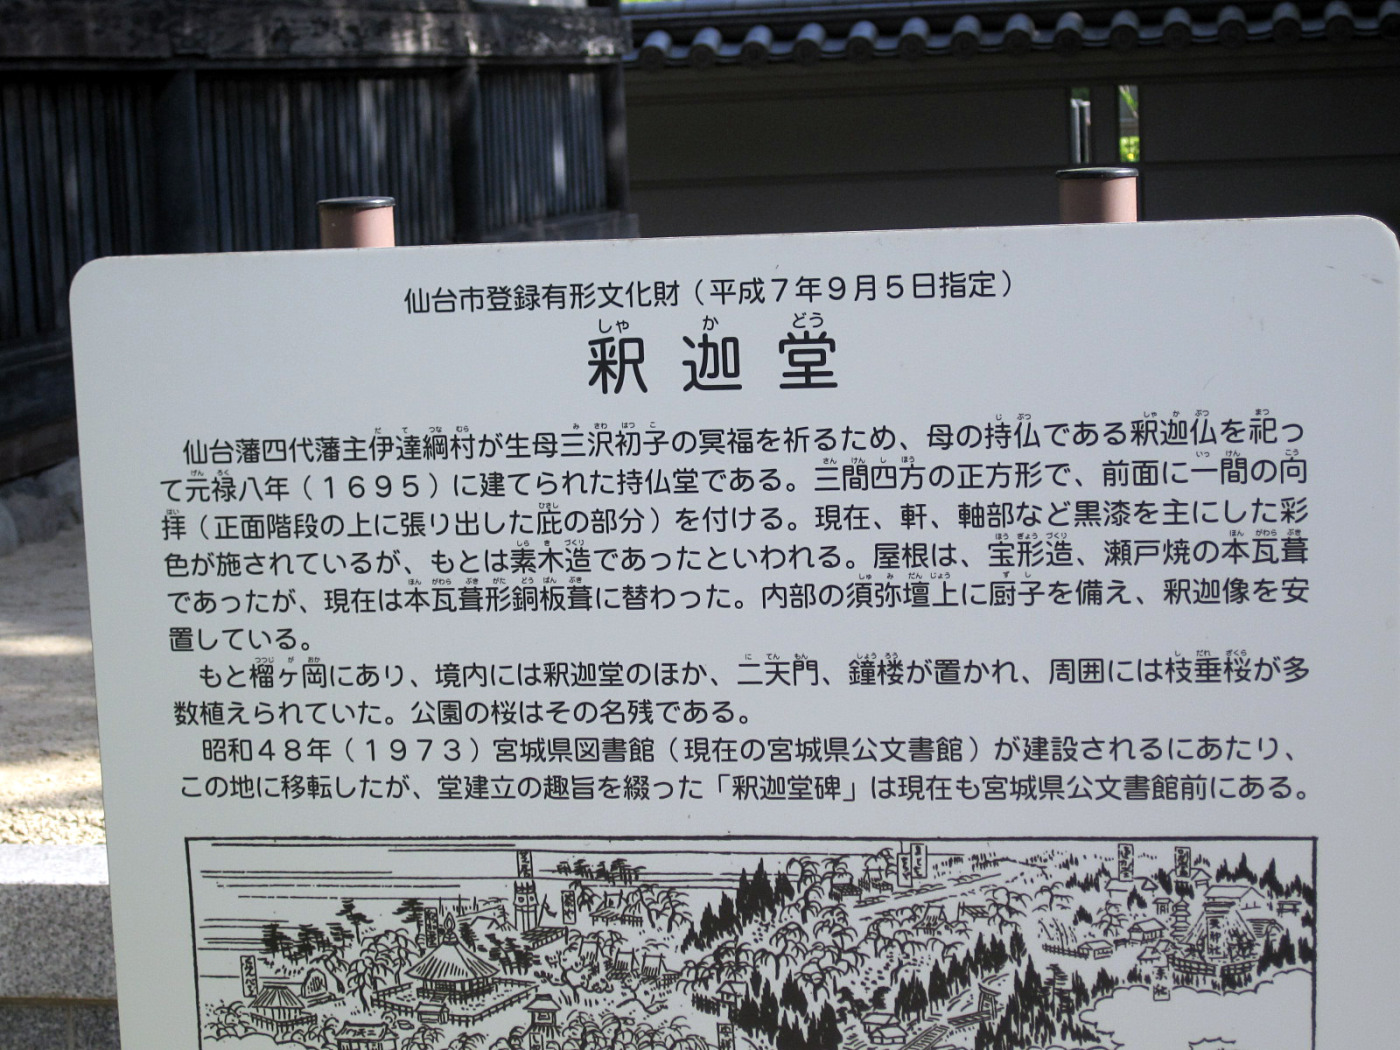 仙台市登録有形文化財（平成７年９月５日指定）
釈迦堂
仙台藩四代藩主伊達綱村が生母三沢初子の冥福を祈るため、母の持仏である釈迦仏を祀っ
て元禄八年（１６９５）に建てられた持仏堂である。三間四方の正方形で、前面に一間の向
拝（正面階段の上に張り出した庇の部分）を付ける。現在、軒、軸部など黒漆を主にした彩
色が施されているが、もとは素木造であったといわれる。屋根は、宝形造、瀬戸焼の本瓦葺
であったが、現在は本瓦葺形銅板葺に替わった。内部の須弥壇上に厨子を備え、釈迦像を安
置している。
もと榴ヶ岡にあり、境内には釈迦堂のほか、二天門、鐘楼が置かれ、周囲には枝垂桜が多
数植えられていた。公園の桜はその名残である。
昭和４８年（１９７３）宮城県図書館（現在の宮城県公文書館）が建設されるにあたり、
この地に移転したが、堂建立の趣旨を綴った「釈迦堂碑」は現在も宮城県公文書館前にある。